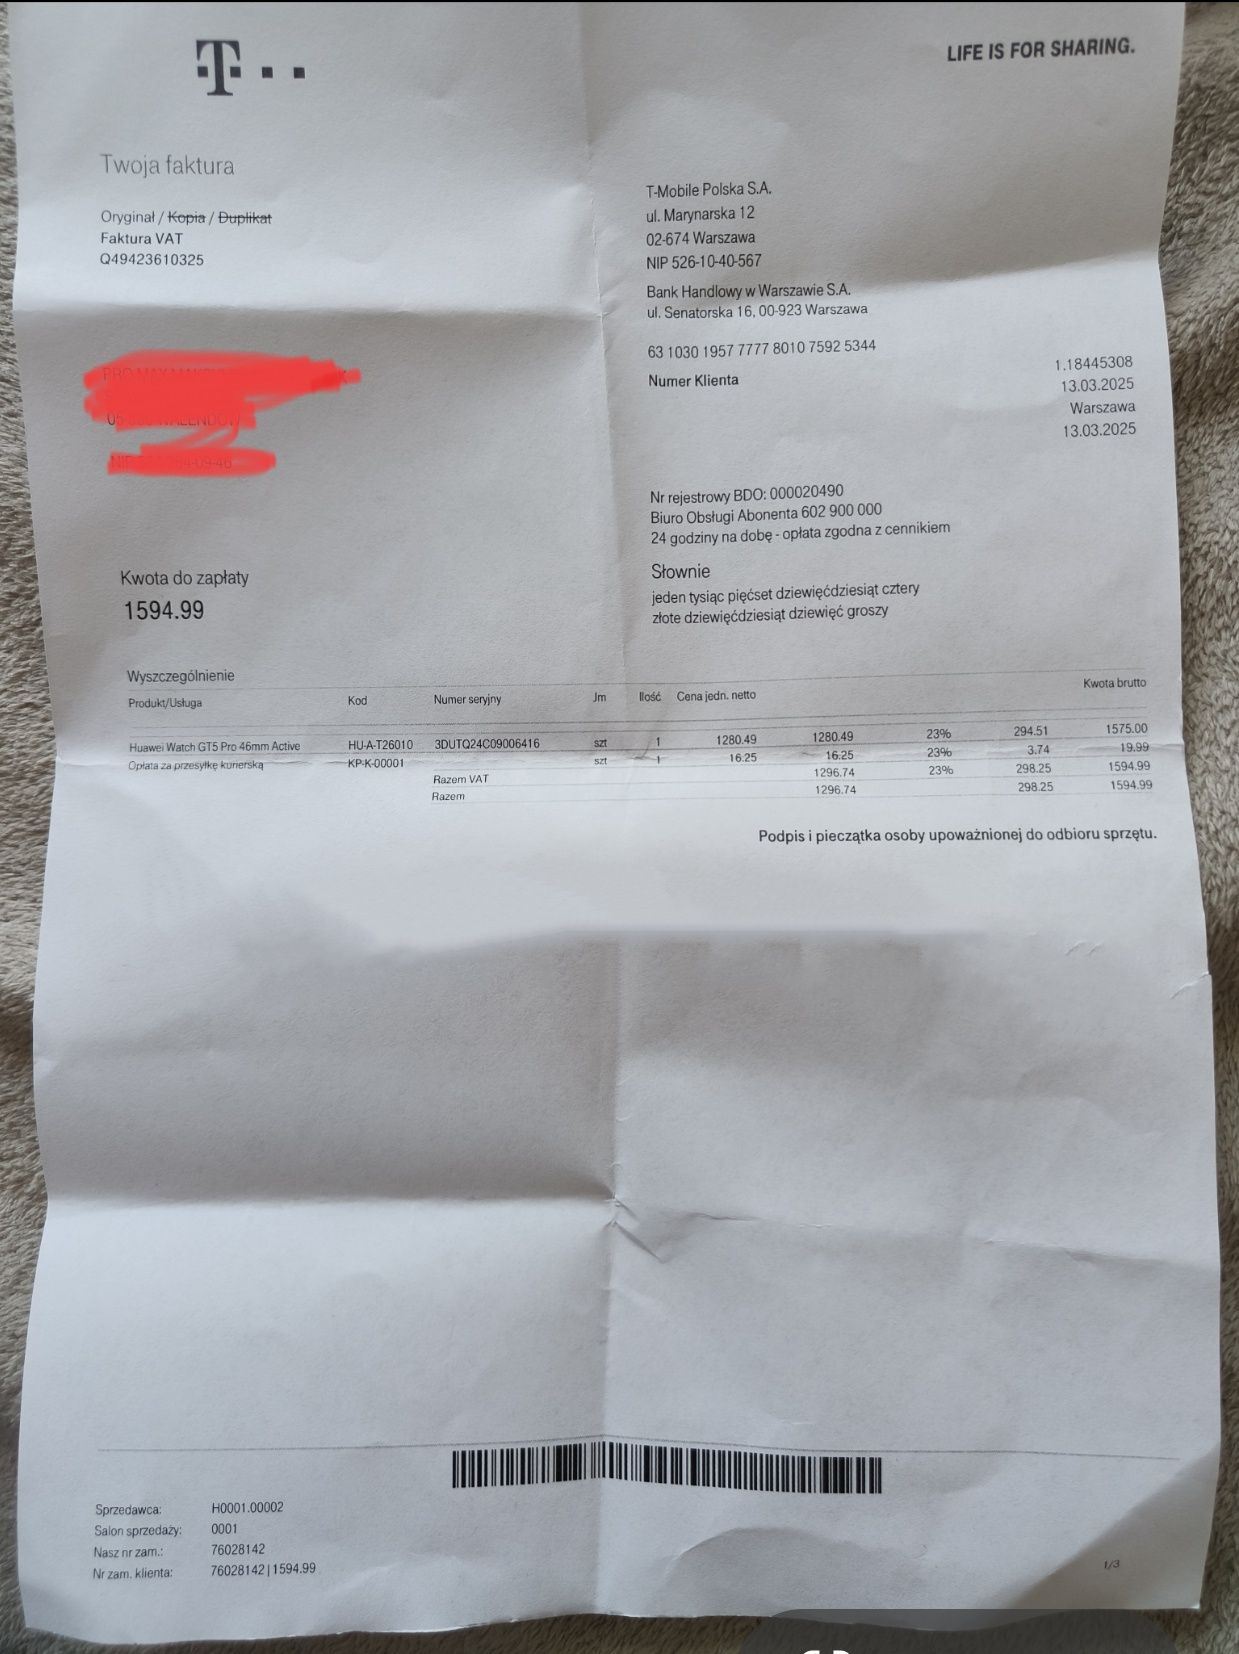 T
LIFE IS FOR SHARING.
Twoja faktura
Oryginał / Kopia / Duplikat
Faktura VAT
Q49423610325
T-Mobile Polska S.A.
ul. Marynarska 12
02-674 Warszawa
NIP 526-10-40-567
Bank Handlowy w Warszawie S.A.
ul. Senatorska 16, 00-923 Warszawa
63 1030 1957 7777 8010 7592 5344
Numer Klienta
1.18445308
13.03.2025
Warszawa
13.03.2025
Nr rejestrowy BDO: 000020490
Biuro Obsługi Abonenta 602 900 000
24 godziny na dobę - opłata zgodna z cennikiem
Kwota do zapłaty
1594.99
Słownie
jeden tysiąc pięćset dziewięćdziesiąt cztery
złote dziewięćdziesiąt dziewięć groszy
Wyszczególnienie
Produkt/Usługa Kod Numer seryjny Jm Ilość Cena jedn. netto Kwota brutto
Huawei Watch GT5 Pro 46mm Active HU-A-T26010 3DUTQ24C09006416 szt 1 1280.49 1280.49 23% 294.51 1575.00
Opłata za przesyłkę kurierską KP-K-00001 szt 1 16.25 16.25 23% 3.74 19.99
Razem VAT 1296.74 23% 298.25 1594.99
Razem 1296.74 298.25 1594.99
Podpis i pieczątka osoby upoważnionej do odbioru sprzętu.
Sprzedawca: H0001.00002
Salon sprzedaży: 0001
Nasz nr zam.: 76028142
Nr zam. klienta: 76028142|1594.99
1/3